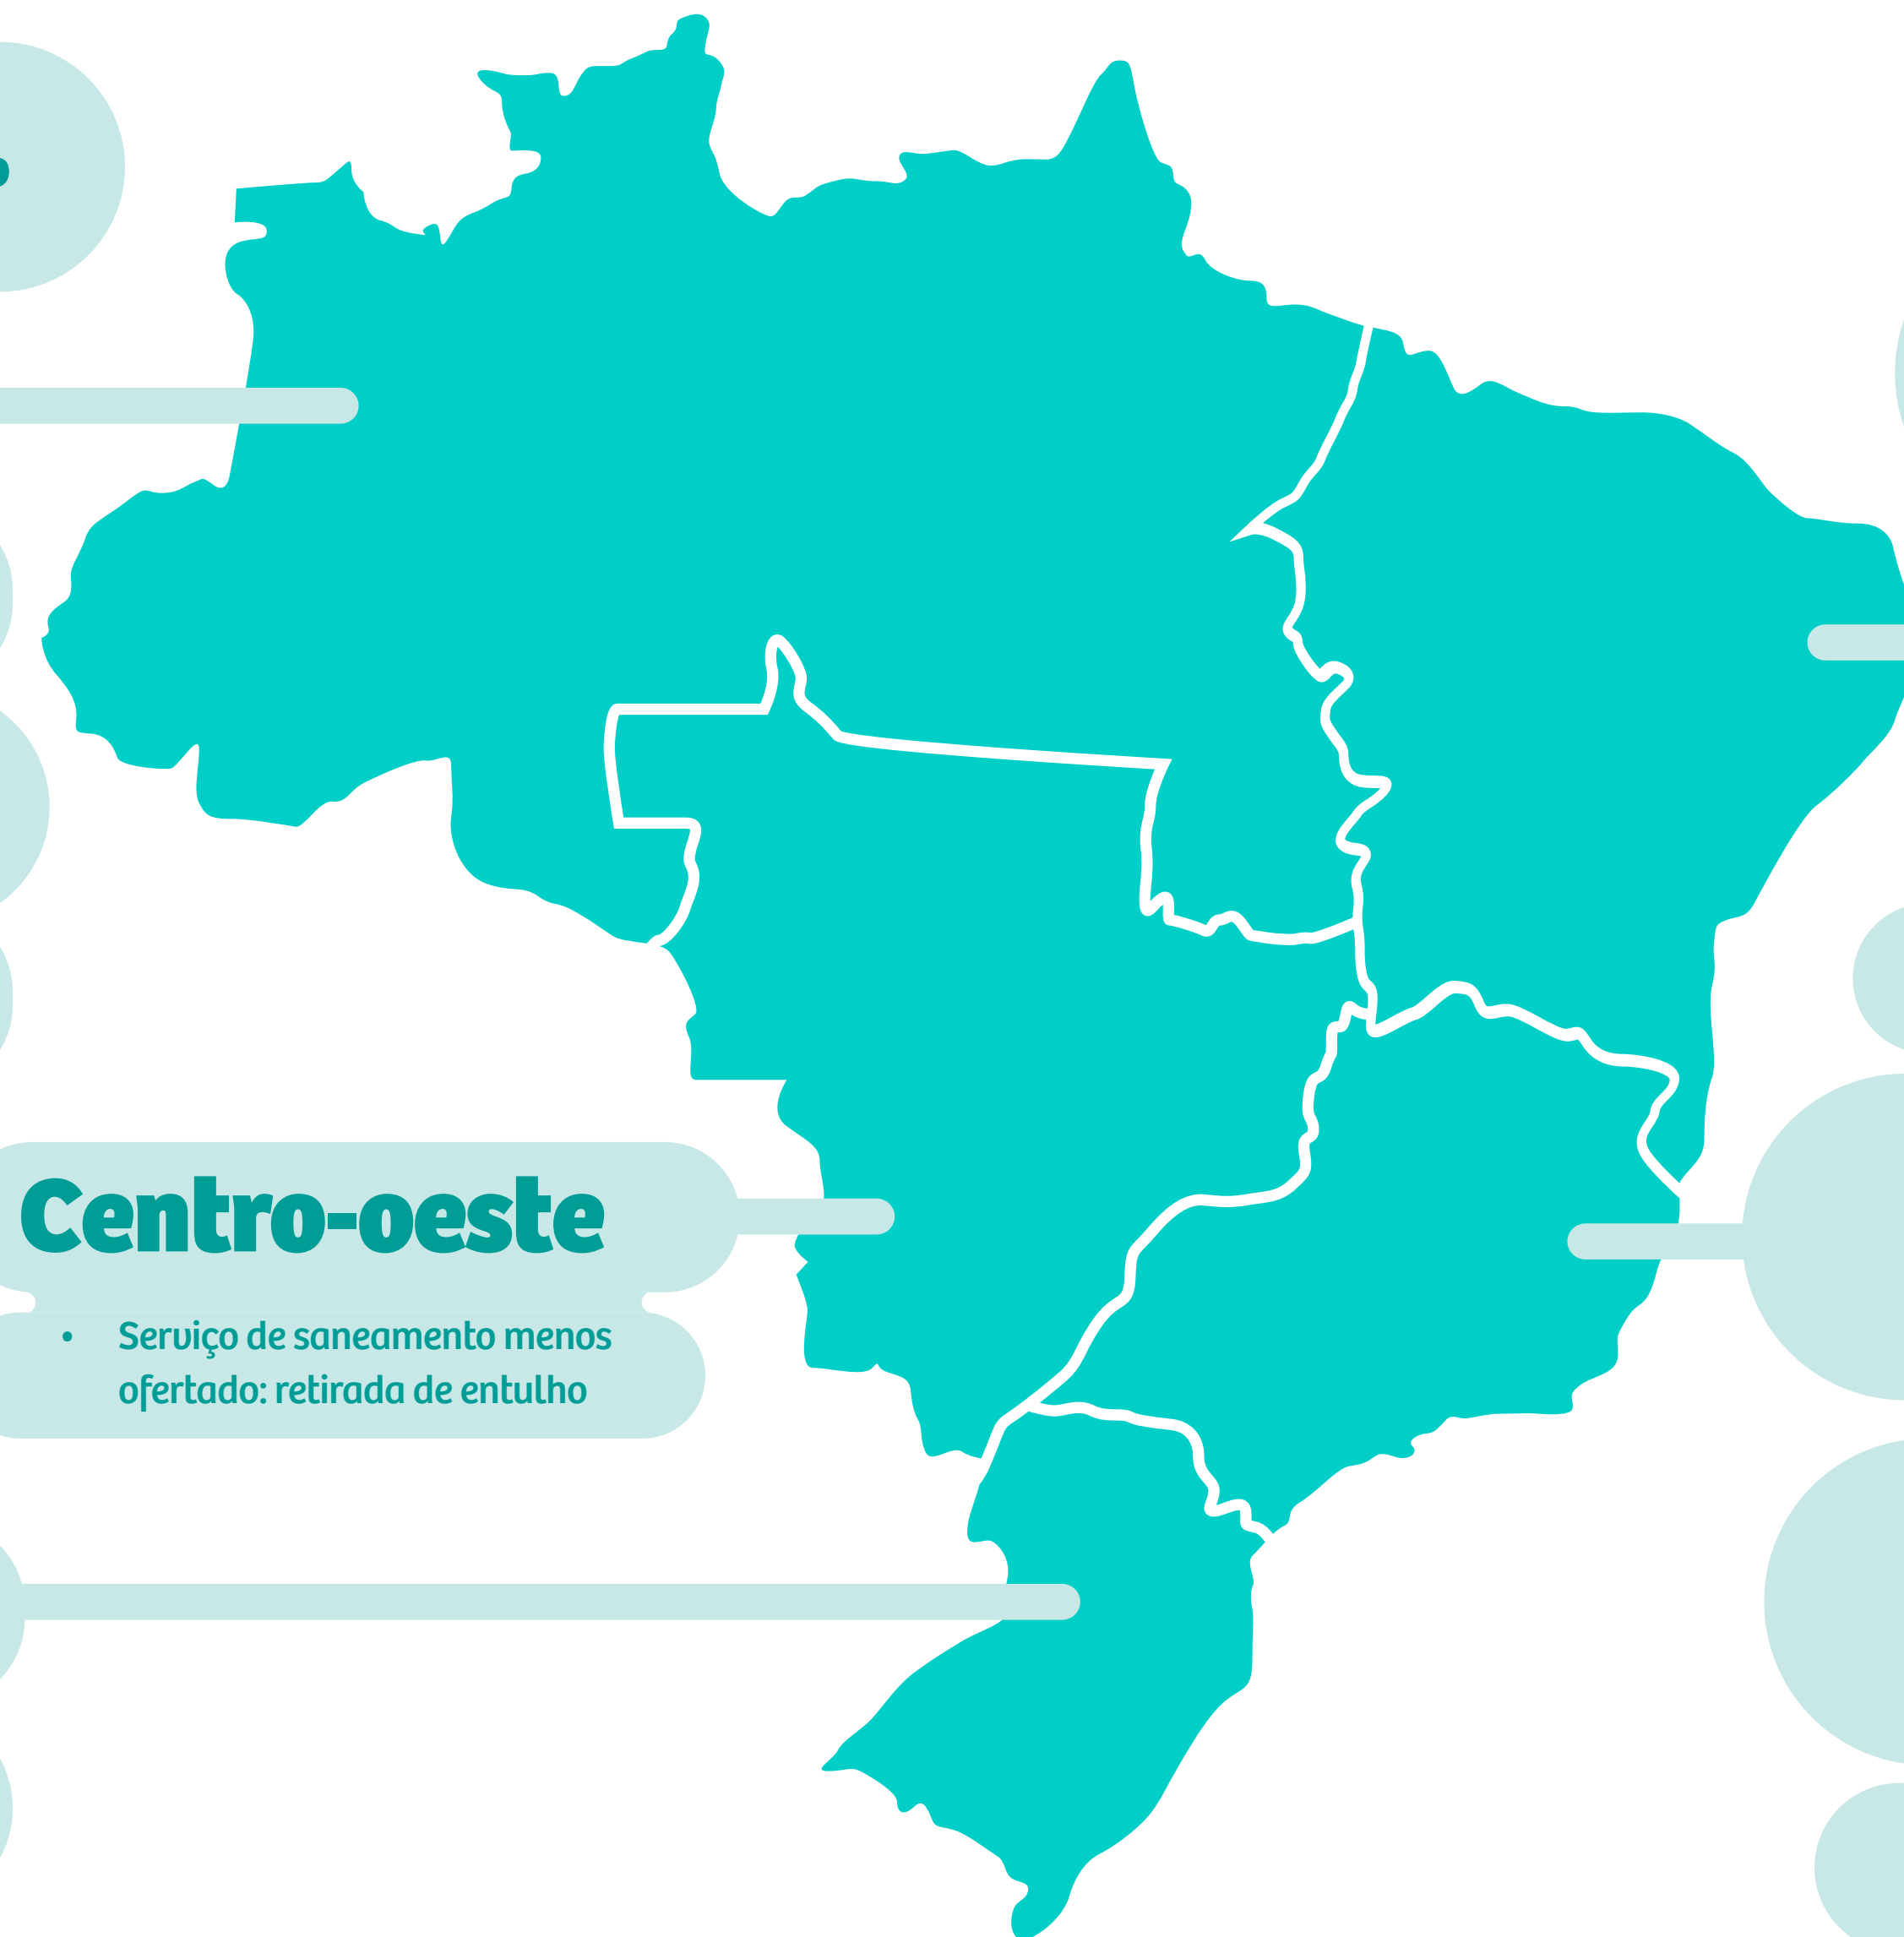 Centro-oeste
• Serviço de saneamento menos
ofertado: retirada de entulho